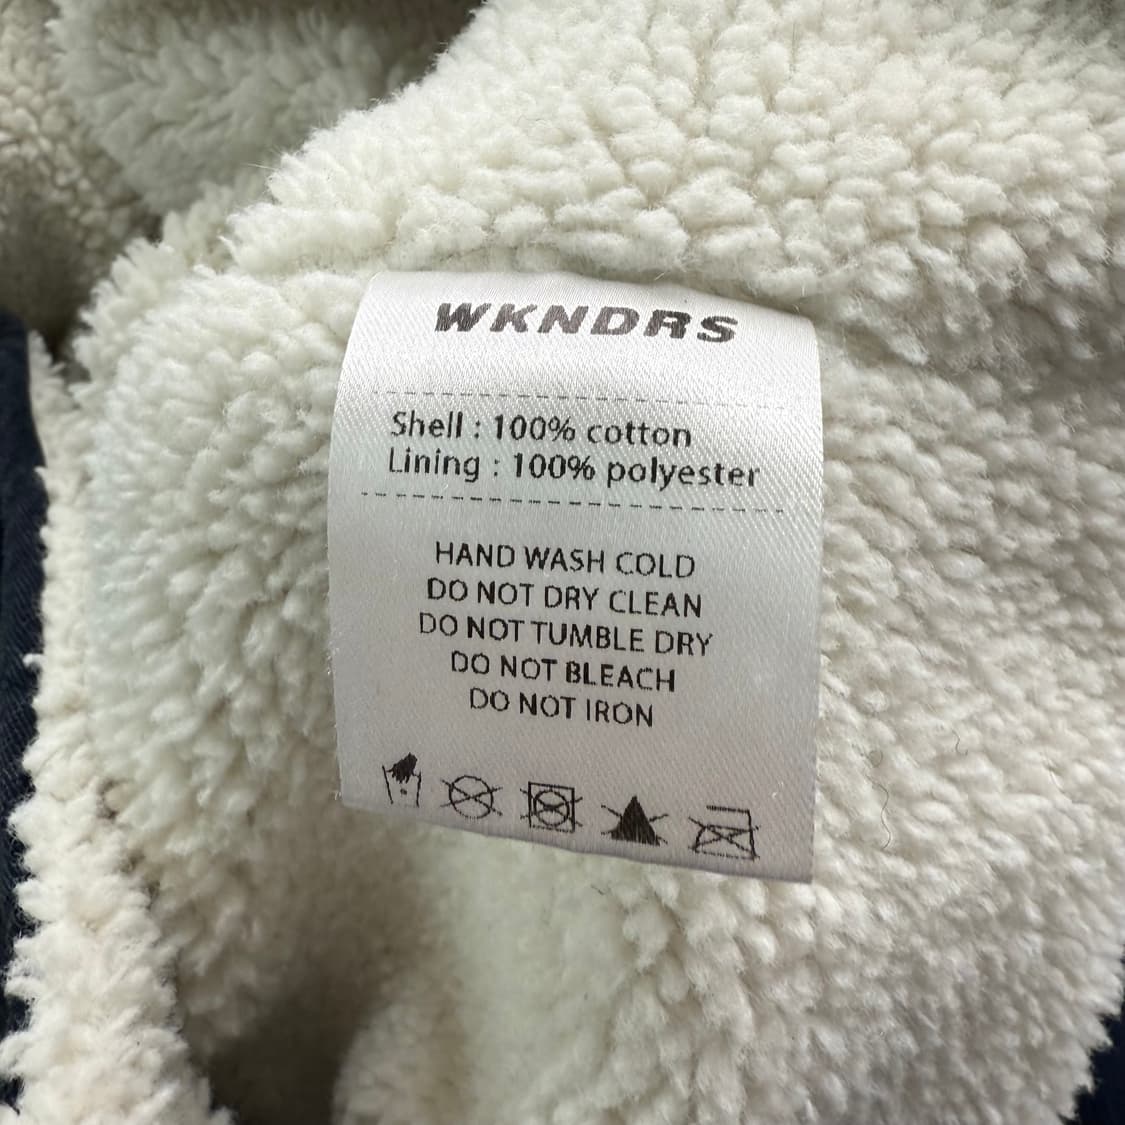 WKNDRS
Shell : 100% cotton
Lining : 100% polyester
HAND WASH COLD
DO NOT DRY CLEAN
DO NOT TUMBLE DRY
DO NOT BLEACH
DO NOT IRON